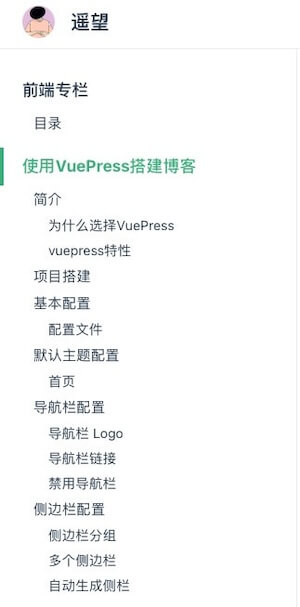 遥望
前端专栏
目录
使用VuePress搭建博客
简介
为什么选择VuePress
vuepress特性
项目搭建
基本配置
配置文件
默认主题配置
首页
导航栏配置
导航栏 Logo
导航栏链接
禁用导航栏
侧边栏配置
侧边栏分组
多个侧边栏
自动生成侧栏